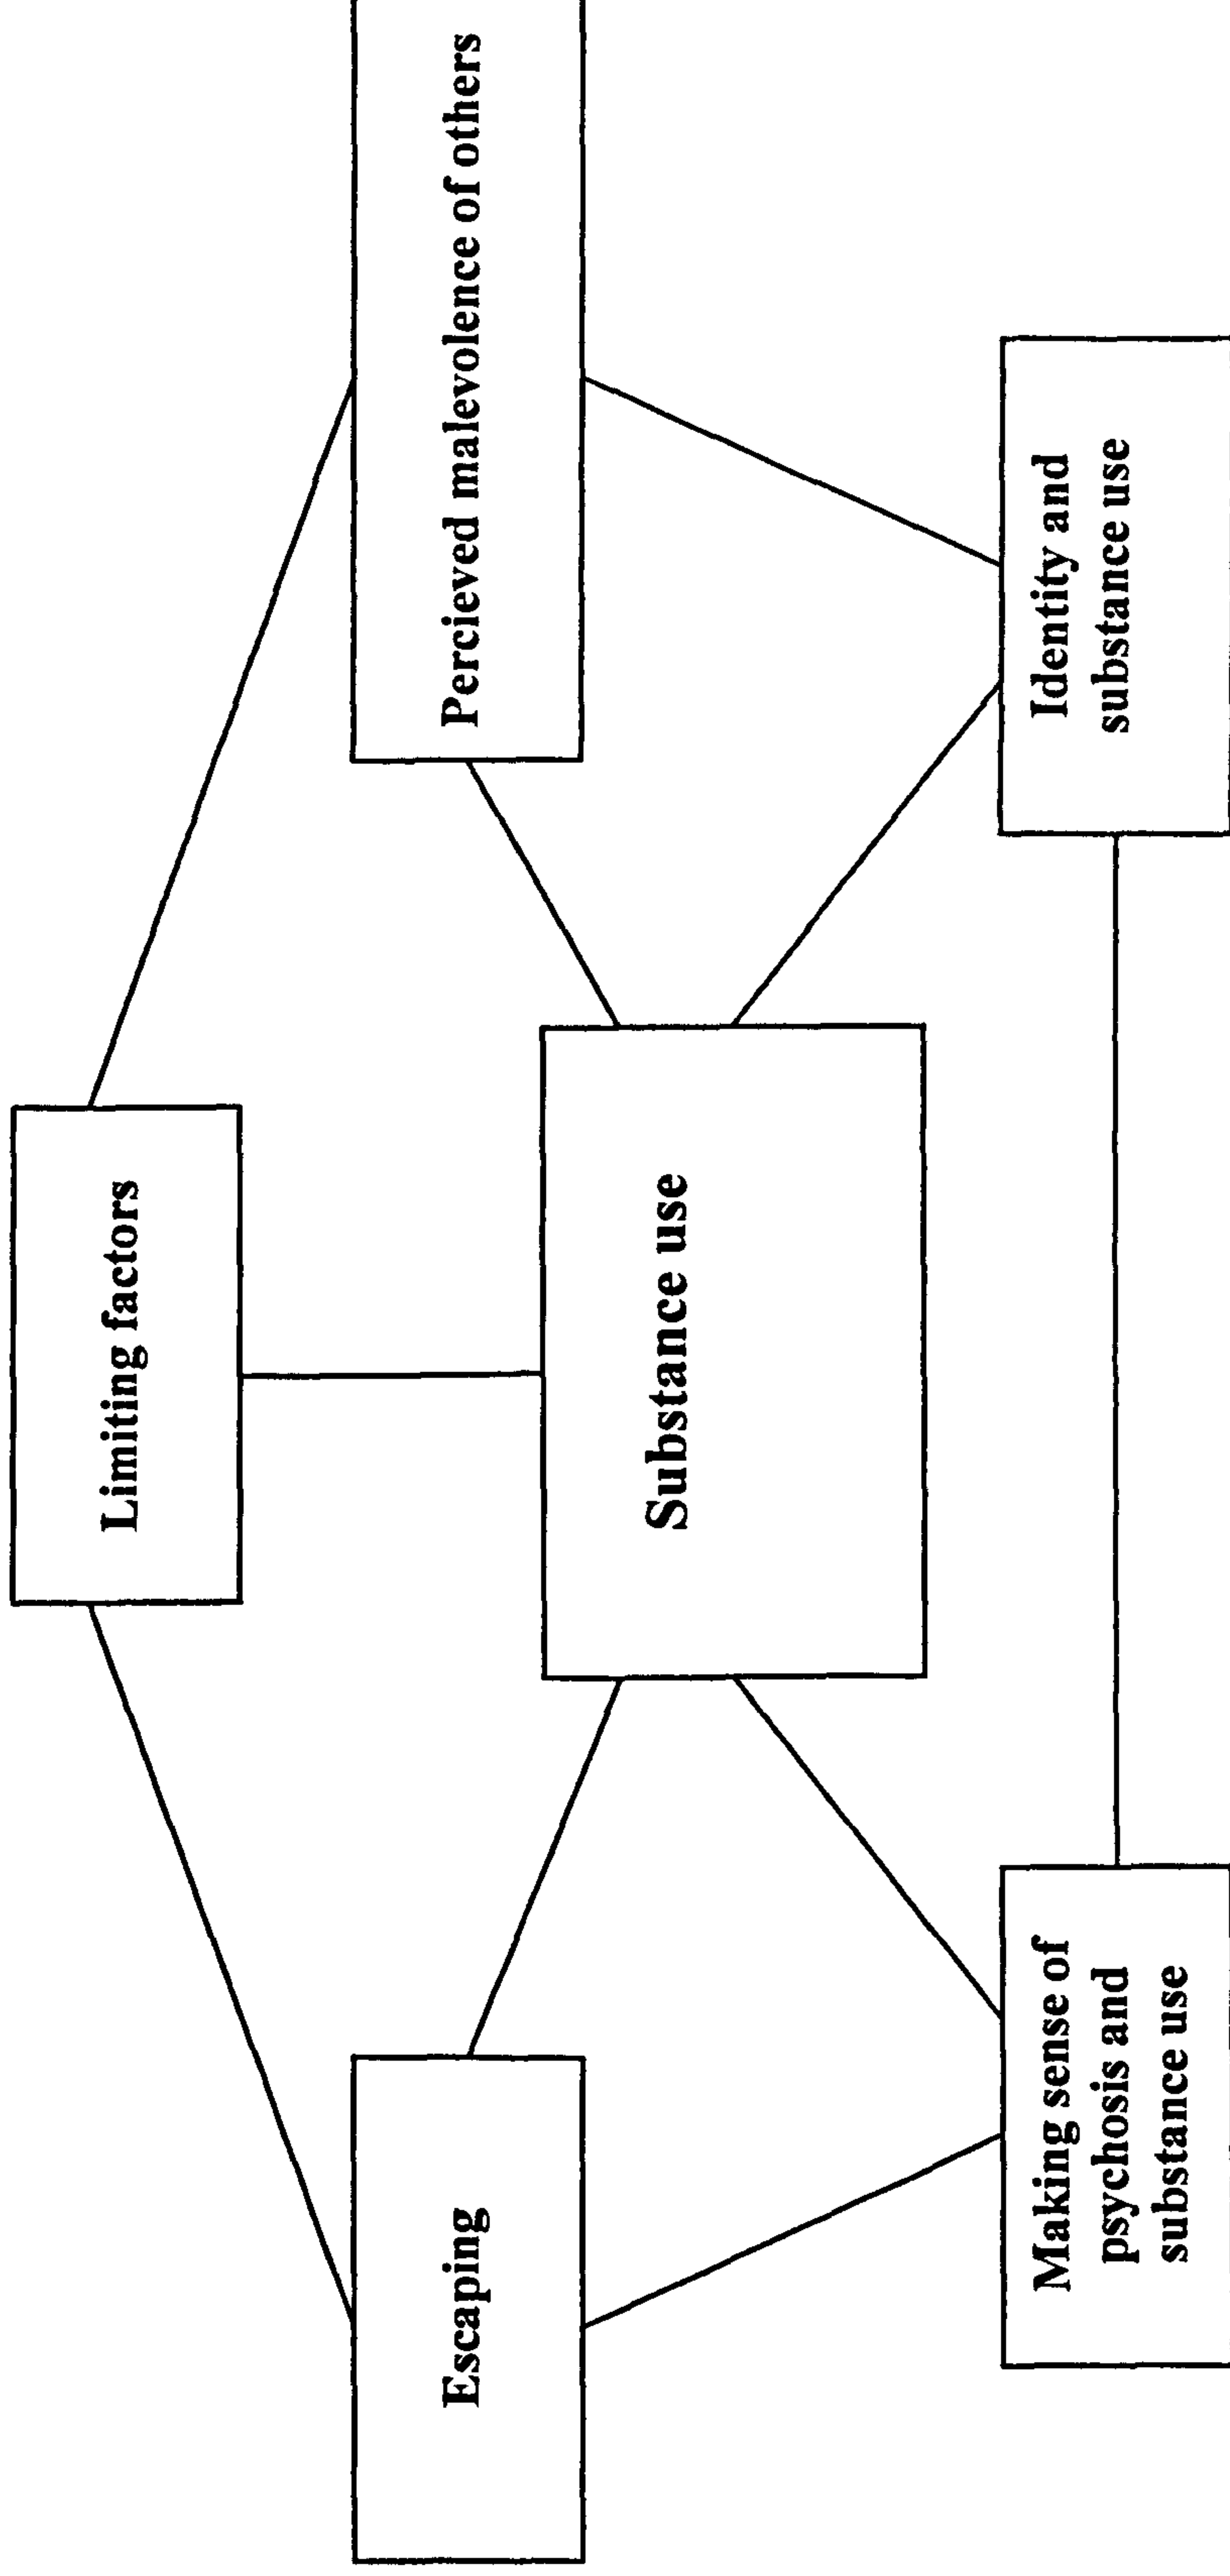 Limiting factors
Escaping
Percieved malevolence of others
Substance use
Making sense of
psychosis and
substance use
Identity and
substance use